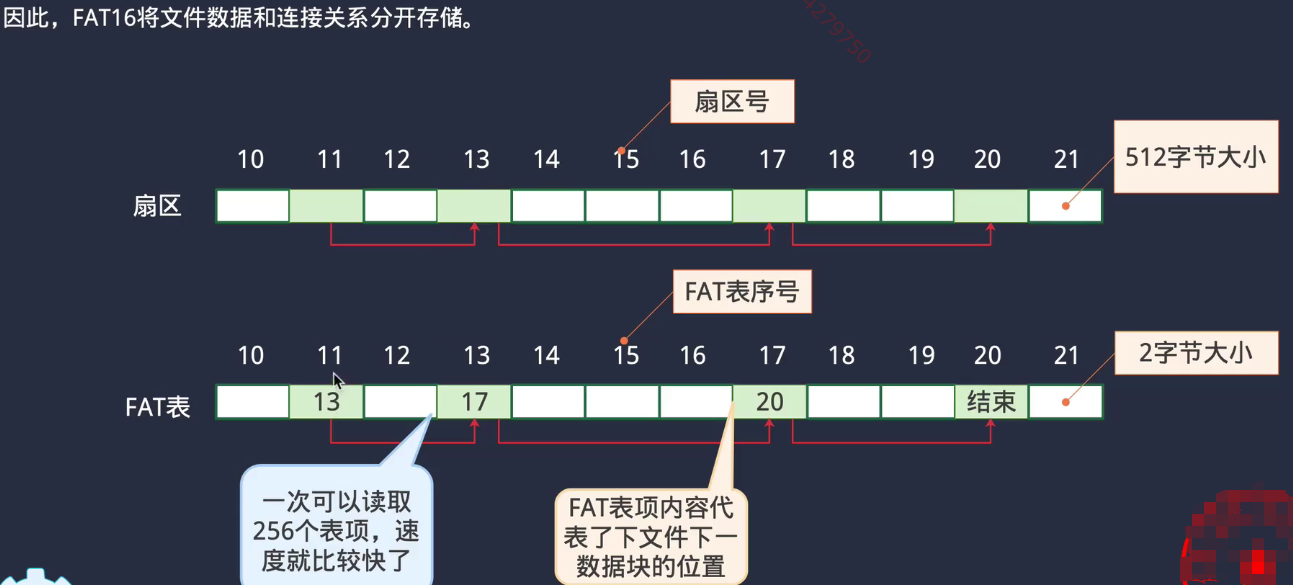 因此，FAT16将文件数据和连接关系分开存储。
4279750
扇区号
512字节大小
10 11 12 13 14 15 16 17 18 19 20 21
扇区
FAT表序号
2字节大小
10 11 12 13 14 15 16 17 18 19 20 21
FAT表 13 17 20 结束
一次可以读取
256个表项，速
度就比较快了
FAT表项内容代
表了下文件下一
数据块的位置